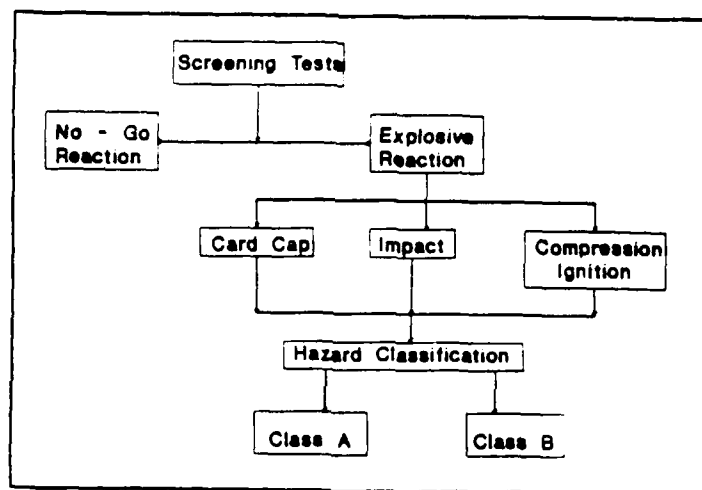 Screening Tests
No - Go
Reaction
Explosive
Reaction
Card Cap
Impact
Compression
Ignition
Hazard Classification
Class A
Class B